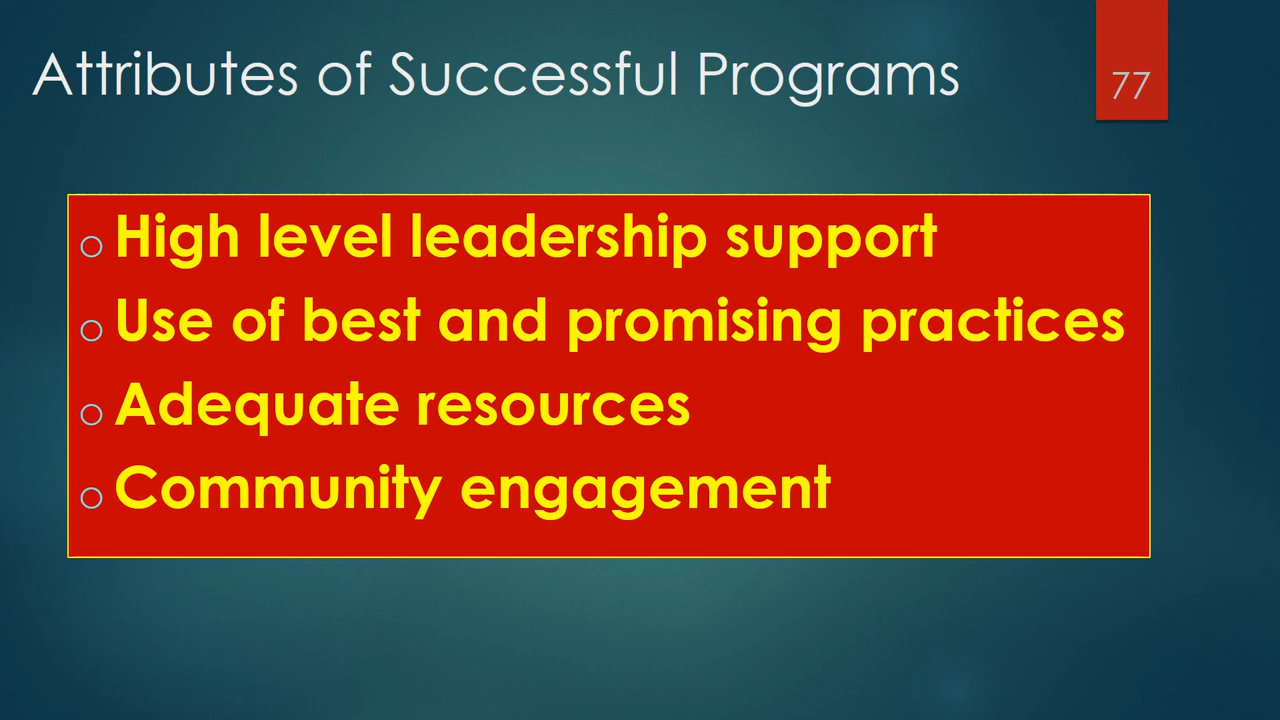 Attributes of Successful Programs
77
o High level leadership support
o Use of best and promising practices
o Adequate resources
o Community engagement